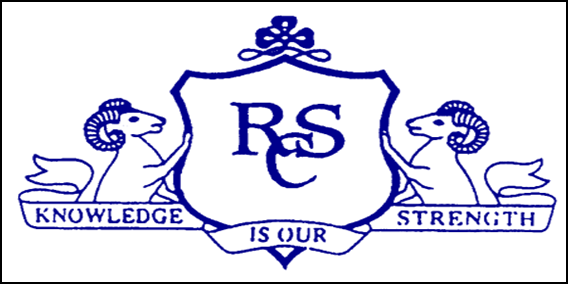 RCS
KNOWLEDGE IS OUR STRENGTH